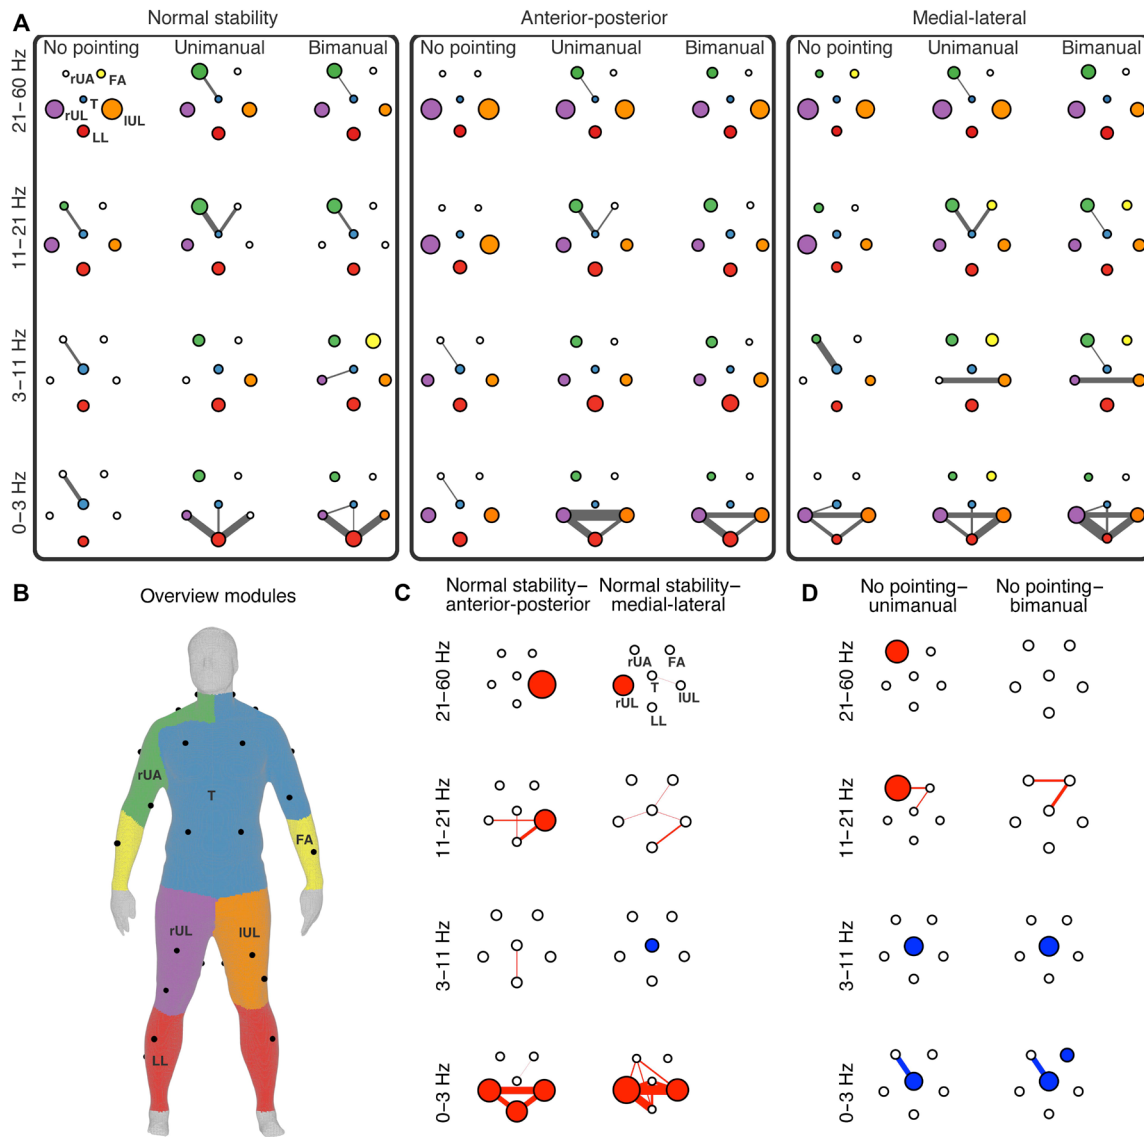 A
Normal stability
Anterior-posterior
Medial-lateral
No pointing
Unimanual
Bimanual
No pointing
Unimanual
Bimanual
No pointing
Unimanual
Bimanual
21–60 Hz
rUA
FA
T
rUL
lUL
LL
11–21 Hz
3–11 Hz
0–3 Hz
B
Overview modules
rUA
T
FA
rUL
lUL
LL
C
Normal stability–
anterior-posterior
Normal stability–
medial-lateral
21–60 Hz
rUA
FA
T
rUL
lUL
LL
11–21 Hz
3–11 Hz
0–3 Hz
D
No pointing–
unimanual
No pointing–
bimanual
21–60 Hz
11–21 Hz
3–11 Hz
0–3 Hz